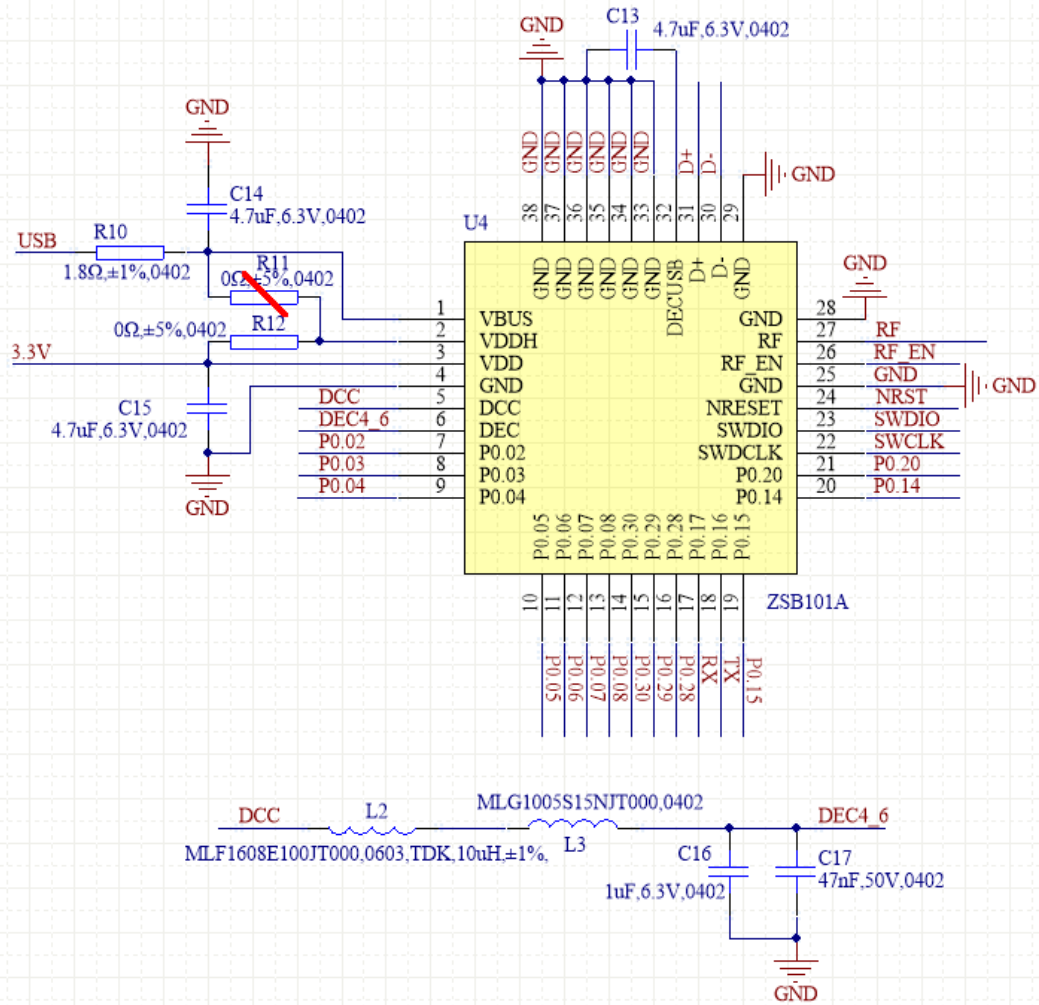 C13
4.7uF,6.3V,0402
GND
GND
GND
GND
GND
GND
GND
D+
D-
GND
38
37
36
35
34
33
32
31
30
29
GND
C14
4.7uF,6.3V,0402
USB
R10
1.8Ω,±1%,0402
R11
0Ω,±5%,0402
R12
0Ω,±5%,0402
3.3V
C15
4.7uF,6.3V,0402
GND
U4
GND
GND
GND
GND
GND
GND
DECUSB
D+
D-
GND
1 VBUS
2 VDDH
3 VDD
4 GND
DCC 5 DCC
DEC4_6 6 DEC
P0.02 7 P0.02
P0.03 8 P0.03
P0.04 9 P0.04
GND
GND 28
RF 27 RF
RF_EN 26 RF_EN
GND 25 GND GND
NRESET 24 NRST
SWDIO 23 SWDIO
SWDCLK 22 SWCLK
P0.20 21 P0.20
P0.14 20 P0.14
P0.05
P0.06
P0.07
P0.08
P0.30
P0.29
P0.28
P0.17
P0.16
P0.15
10
11
12
13
14
15
16
17
18
19
ZSB101A
P0.05
P0.06
P0.07
P0.08
P0.30
P0.29
P0.28
RX
TX
P0.15
DCC
L2
MLF1608E100JT000,0603,TDK,10uH,±1%,
MLG1005S15NJT000,0402
L3
DEC4_6
C16
1uF,6.3V,0402
C17
47nF,50V,0402
GND